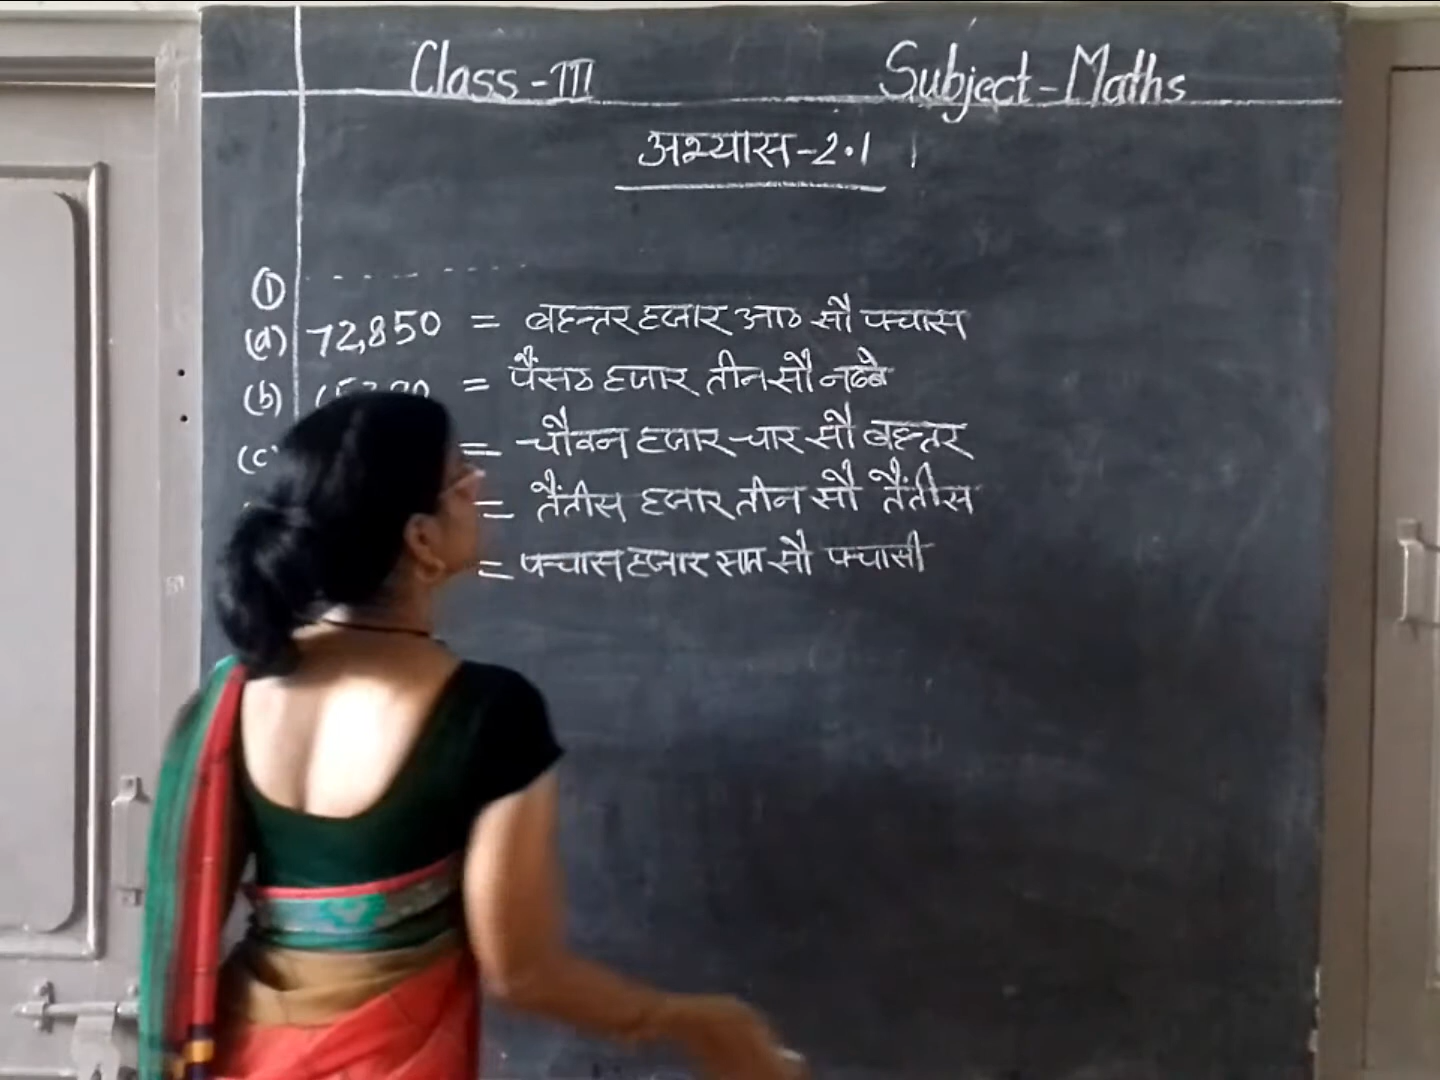 Class - III Subject - Maths
अभ्यास - 2.1
①
(a) 72,850 = बहत्तर हजार आठ सौ पचास
(b) = पैंसठ हजार तीन सौ नब्बे
(c) = चौवन हजार चार सौ बहत्तर
= तैंतीस हजार तीन सौ तैंतीस
= पचास हजार सात सौ पचासी